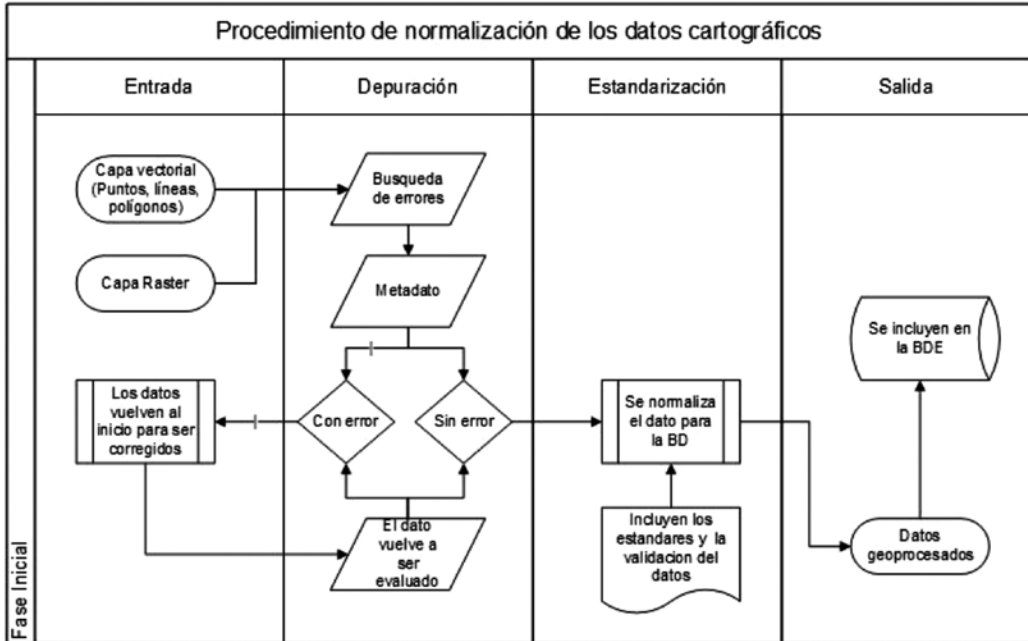 Procedimiento de normalización de los datos cartográficos
Entrada
Depuración
Estandarización
Salida
Capa vectorial
(Puntos, líneas,
polígonos)
Capa Raster
Los datos
vuelven al
inicio para ser
corregidos
Busqueda
de errores
Metadato
Con error
Sin error
El dato
vuelve a
ser
evaluado
Se normaliza
el dato para
la BD
Incluyen los
estandares y la
validacion del
datos
Se incluyen en
la BDE
Datos
geoprocesados
Fase Inicial